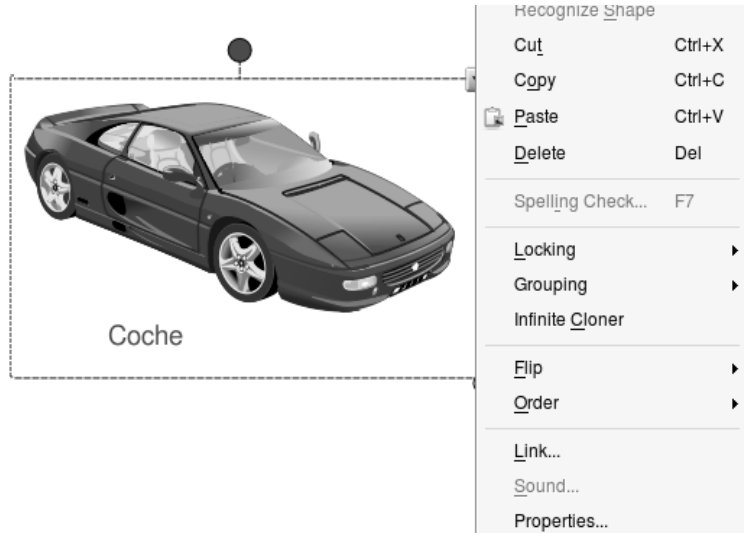 Recognize Shape
Cut Ctrl+X
Copy Ctrl+C
Paste Ctrl+V
Delete Del
Spelling Check... F7
Locking
Grouping
Infinite Cloner
Flip
Order
Link...
Sound...
Properties...
Coche